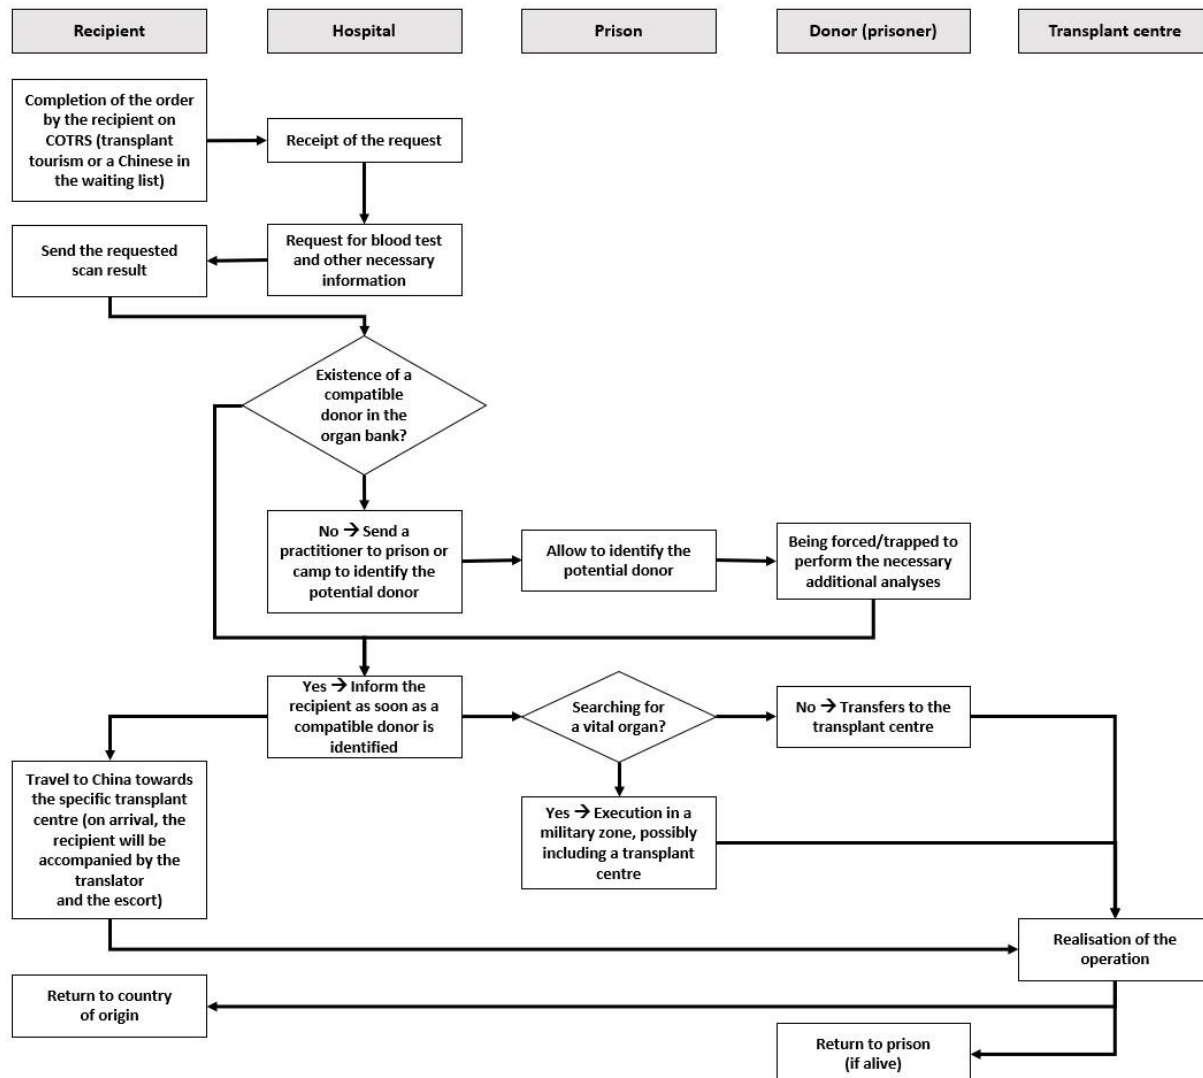 Recipient
Hospital
Prison
Donor (prisoner)
Transplant centre
Completion of the order
by the recipient on
COTRS (transplant
tourism or a Chinese in
the waiting list)
Receipt of the request
Send the requested
scan result
Request for blood test
and other necessary
information
Existence of a
compatible
donor in the
organ bank?
No → Send a
practitioner to prison or
camp to identify the
potential donor
Allow to identify the
potential donor
Being forced/trapped to
perform the necessary
additional analyses
Yes → Inform the
recipient as soon as a
compatible donor is
identified
Searching for
a vital organ?
No → Transfers to the
transplant centre
Travel to China towards
the specific transplant
centre (on arrival, the
recipient will be
accompanied by the
translator
and the escort)
Yes → Execution in a
military zone, possibly
including a transplant
centre
Realisation of the
operation
Return to country
of origin
Return to prison
(if alive)